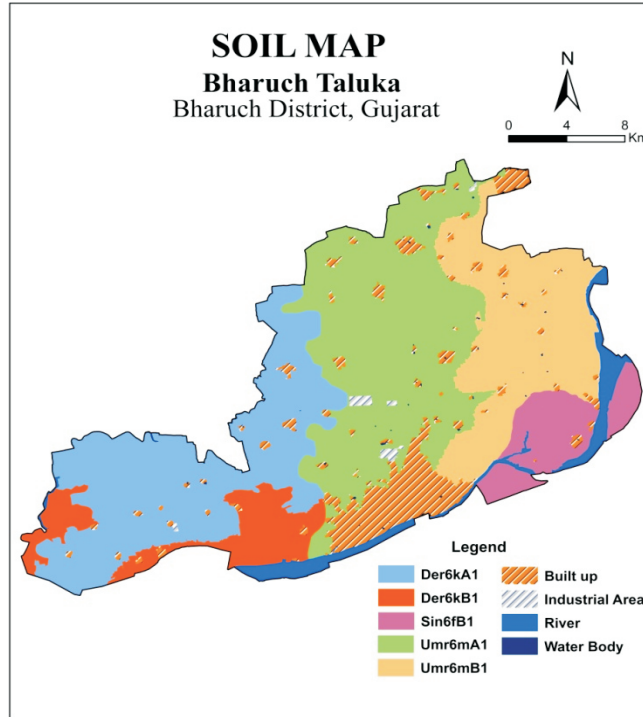 SOIL MAP
Bharuch Taluka
Bharuch District, Gujarat
N
0 4 8
Km
Legend
Der6kA1
Der6kB1
Sin6fB1
Umr6mA1
Umr6mB1
Built up
Industrial Area
River
Water Body